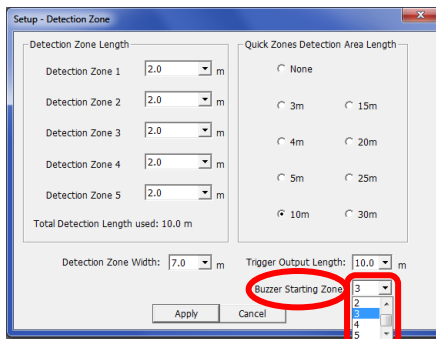 Setup - Detection Zone
Detection Zone Length
Detection Zone 1 2.0 m
Detection Zone 2 2.0 m
Detection Zone 3 2.0 m
Detection Zone 4 2.0 m
Detection Zone 5 2.0 m
Total Detection Length used: 10.0 m
Quick Zones Detection Area Length
None
3m 15m
4m 20m
5m 25m
10m 30m
Detection Zone Width: 7.0 m
Trigger Output Length: 10.0 m
Buzzer Starting Zone 3
2
3
4
5
Apply Cancel